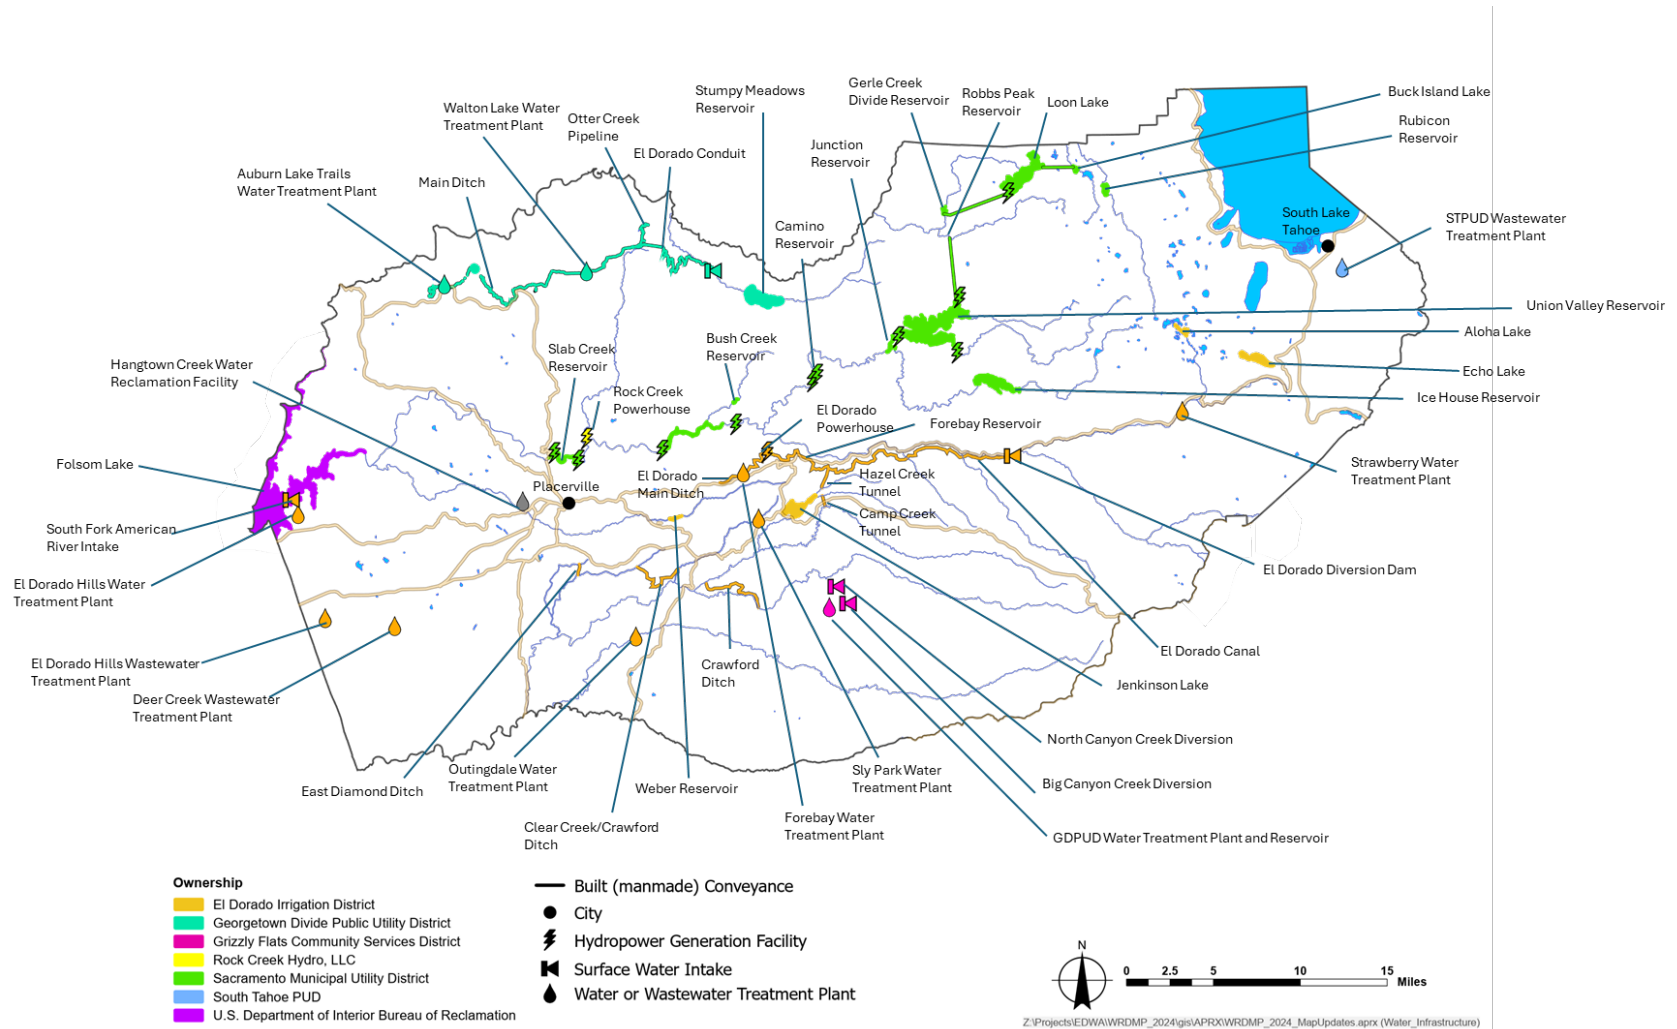 Stumpy Meadows
Reservoir
Gerle Creek
Divide Reservoir
Robbs Peak
Reservoir
Loon Lake
Buck Island Lake
Rubicon
Reservoir
Walton Lake Water
Treatment Plant
Otter Creek
Pipeline
El Dorado Conduit
Junction
Reservoir
Auburn Lake Trails
Water Treatment Plant
Main Ditch
Camino
Reservoir
South Lake
Tahoe
STPUD Wastewater
Treatment Plant
Union Valley Reservoir
Aloha Lake
Echo Lake
Ice House Reservoir
Hangtown Creek Water
Reclamation Facility
Slab Creek
Reservoir
Bush Creek
Reservoir
Rock Creek
Powerhouse
El Dorado
Powerhouse
Forebay Reservoir
Folsom Lake
El Dorado
Main Ditch
Placerville
Hazel Creek
Tunnel
Camp Creek
Tunnel
Strawberry Water
Treatment Plant
South Fork American
River Intake
El Dorado Hills Water
Treatment Plant
El Dorado Diversion Dam
El Dorado Hills Wastewater
Treatment Plant
Deer Creek Wastewater
Treatment Plant
Crawford
Ditch
El Dorado Canal
Jenkinson Lake
North Canyon Creek Diversion
Big Canyon Creek Diversion
GDPUD Water Treatment Plant and Reservoir
East Diamond Ditch
Outingdale Water
Treatment Plant
Weber Reservoir
Sly Park Water
Treatment Plant
Clear Creek/Crawford
Ditch
Forebay Water
Treatment Plant
Ownership
El Dorado Irrigation District
Georgetown Divide Public Utility District
Grizzly Flats Community Services District
Rock Creek Hydro, LLC
Sacramento Municipal Utility District
South Tahoe PUD
U.S. Department of Interior Bureau of Reclamation
Built (manmade) Conveyance
City
Hydropower Generation Facility
Surface Water Intake
Water or Wastewater Treatment Plant
N
0 2.5 5 10 15
Miles
Z:\Projects\EDWA\WRDMP_2024\gis\APRX\WRDMP_2024_MapUpdates.aprx (Water_Infrastructure)